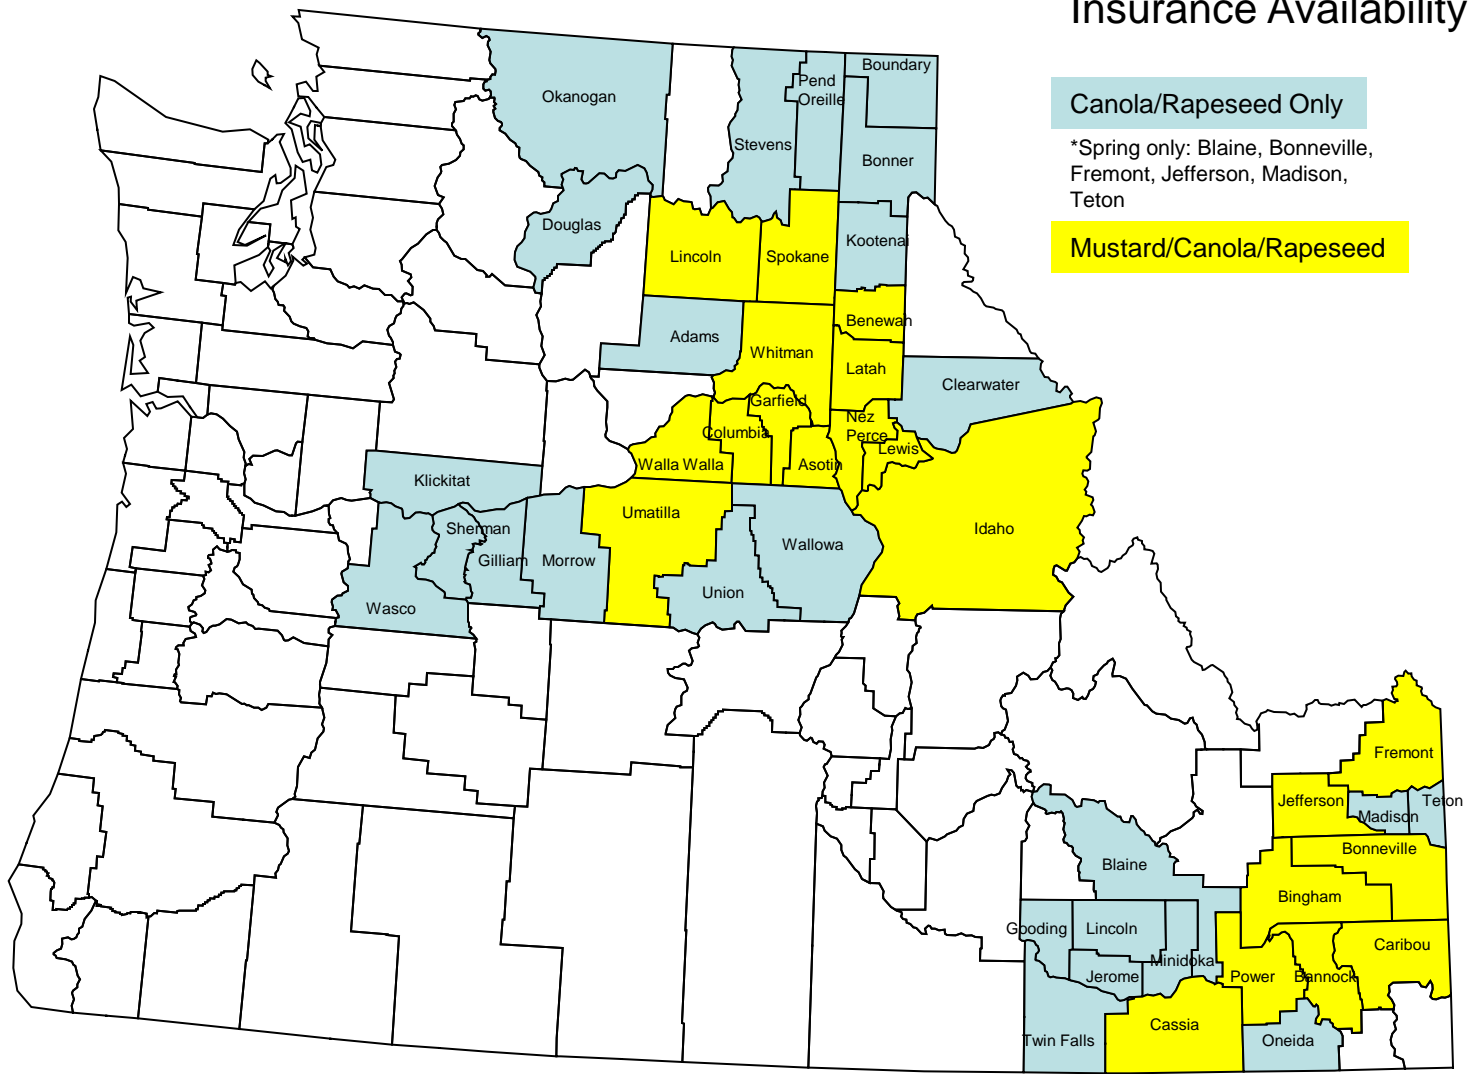 Insurance Availability
Canola/Rapeseed Only
*Spring only: Blaine, Bonneville,
Fremont, Jefferson, Madison,
Teton
Mustard/Canola/Rapeseed
Okanogan
Stevens
Pend
Oreille
Boundary
Bonner
Douglas
Lincoln
Spokane
Kootenai
Adams
Whitman
Benewah
Latah
Clearwater
Garfield
Columbia
Nez
Perce
Lewis
Walla Walla
Asotin
Klickitat
Umatilla
Idaho
Sherman
Gilliam
Morrow
Wallowa
Union
Wasco
Fremont
Jefferson
Madison
Teton
Blaine
Bonneville
Bingham
Gooding
Lincoln
Minidoka
Jerome
Power
Bannock
Caribou
Cassia
Twin Falls
Oneida